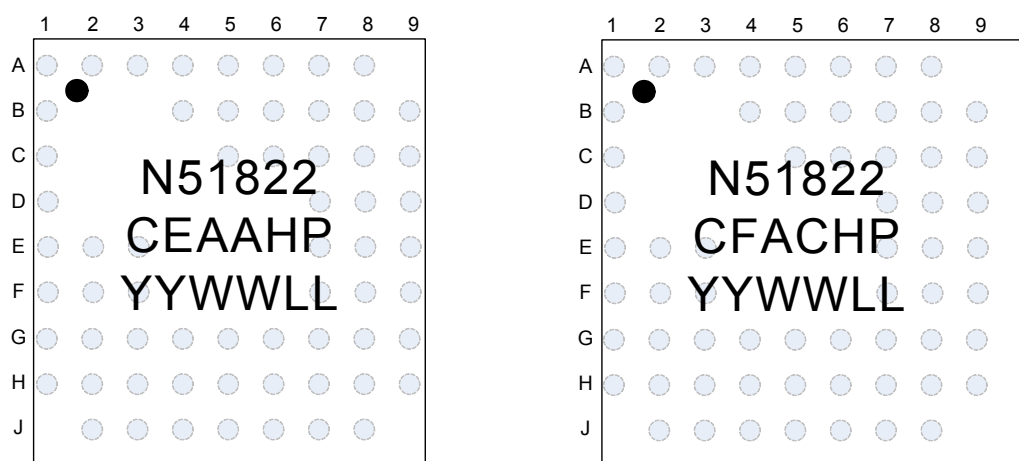 1 2 3 4 5 6 7 8 9
A
B
C
D
E
F
G
H
J
N51822
CEAAHP
YYWWLL
1 2 3 4 5 6 7 8 9
A
B
C
D
E
F
G
H
J
N51822
CFACHP
YYWWLL